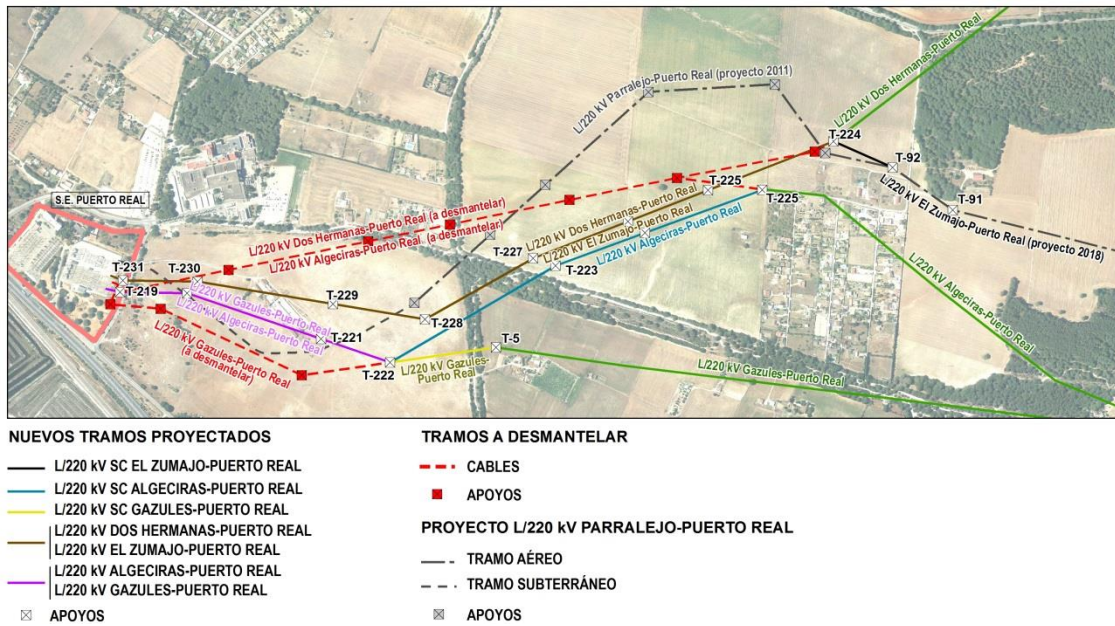 L/220 kV Dos Hermanas-Puerto Real
L/220 kV Parralejo-Puerto Real (proyecto 2011)
T-224
T-92
T-225
T-225
T-91
L/220 kV El Zumajo-Puerto Real (proyecto 2018)
S.E. PUERTO REAL
L/220 kV Dos Hermanas-Puerto Real (a desmantelar)
L/220 kV Algeciras-Puerto Real (a desmantelar)
L/220 kV Dos Hermanas-Puerto Real
L/220 kV El Zumajo-Puerto Real
L/220 kV Algeciras-Puerto Real
T-227
T-223
T-231
T-230
T-219
T-229
T-228
L/220 kV Gazules-Puerto Real
L/220 kV Algeciras-Puerto Real
T-221
L/220 kV Algeciras-Puerto Real
T-5
L/220 kV Gazules-Puerto Real
(a desmantelar)
T-222
L/220 kV Gazules-
Puerto Real
L/220 kV Gazules-Puerto Real
NUEVOS TRAMOS PROYECTADOS
L/220 kV SC EL ZUMAJO-PUERTO REAL
L/220 kV SC ALGECIRAS-PUERTO REAL
L/220 kV SC GAZULES-PUERTO REAL
L/220 kV DOS HERMANAS-PUERTO REAL
L/220 kV EL ZUMAJO-PUERTO REAL
L/220 kV ALGECIRAS-PUERTO REAL
L/220 kV GAZULES-PUERTO REAL
APOYOS
TRAMOS A DESMANTELAR
CABLES
APOYOS
PROYECTO L/220 kV PARRALEJO-PUERTO REAL
TRAMO AÉREO
TRAMO SUBTERRÁNEO
APOYOS